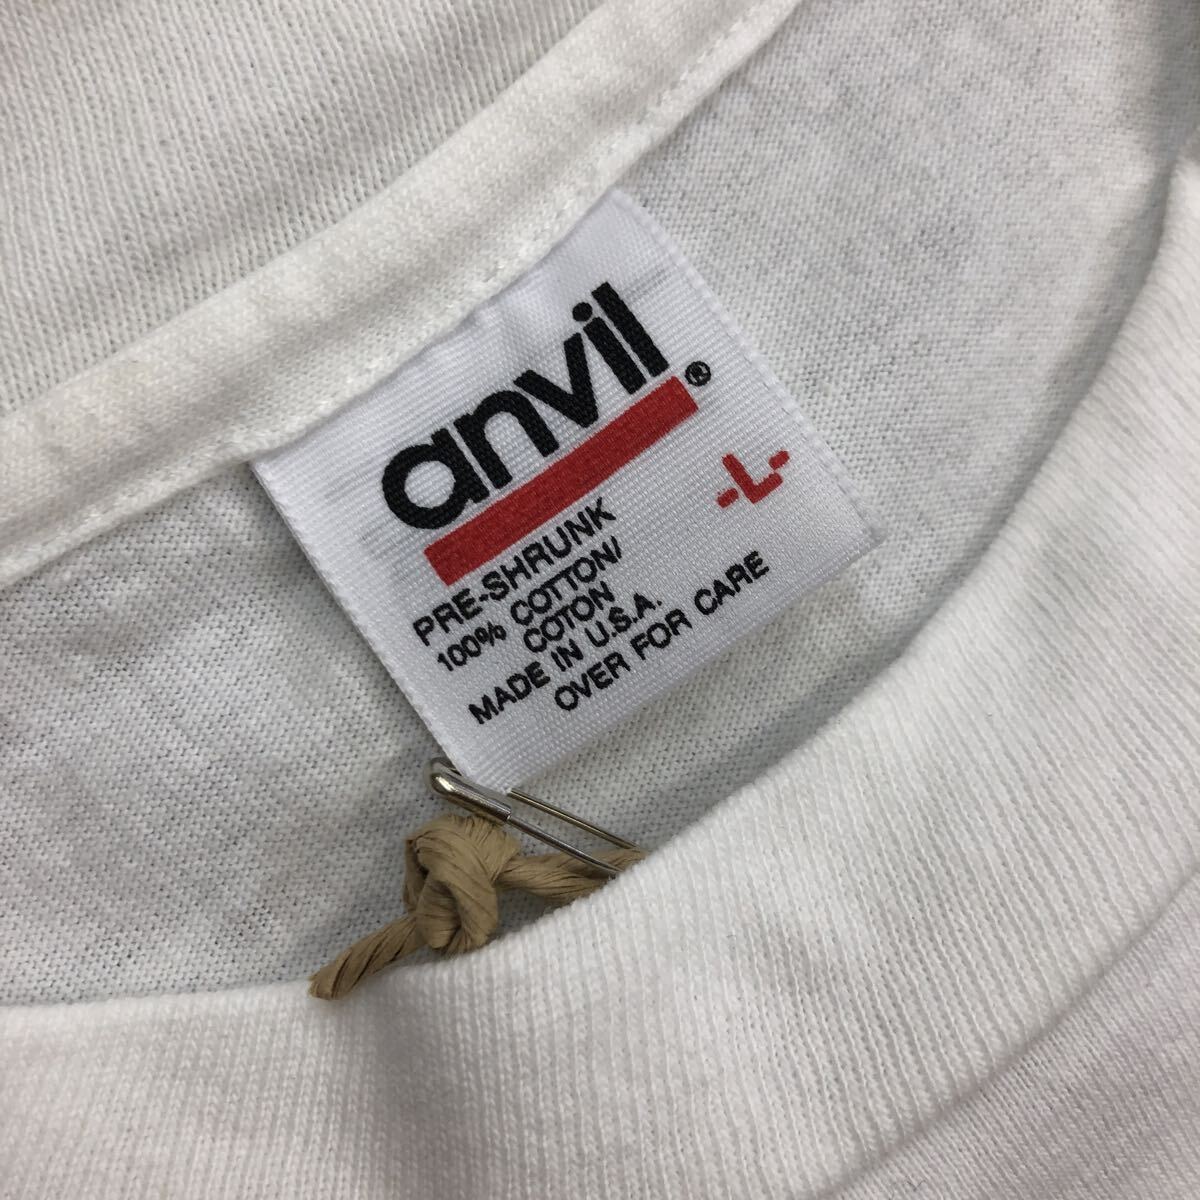 anvil®
-L-
PRE-SHRUNK
100% COTTON/
COTON
MADE IN U.S.A.
OVER FOR CARE